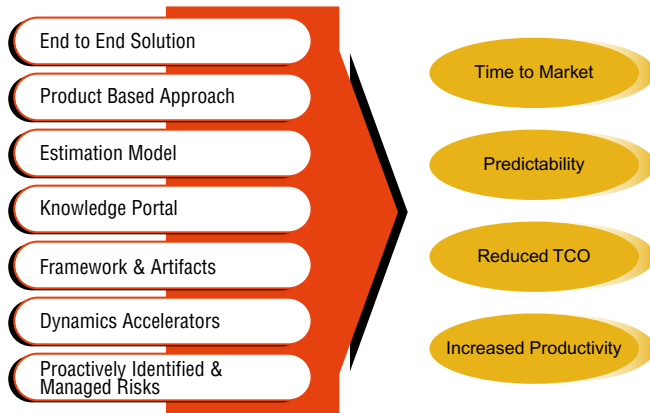 End to End Solution
Product Based Approach
Estimation Model
Knowledge Portal
Framework & Artifacts
Dynamics Accelerators
Proactively Identified &
Managed Risks
Time to Market
Predictability
Reduced TCO
Increased Productivity